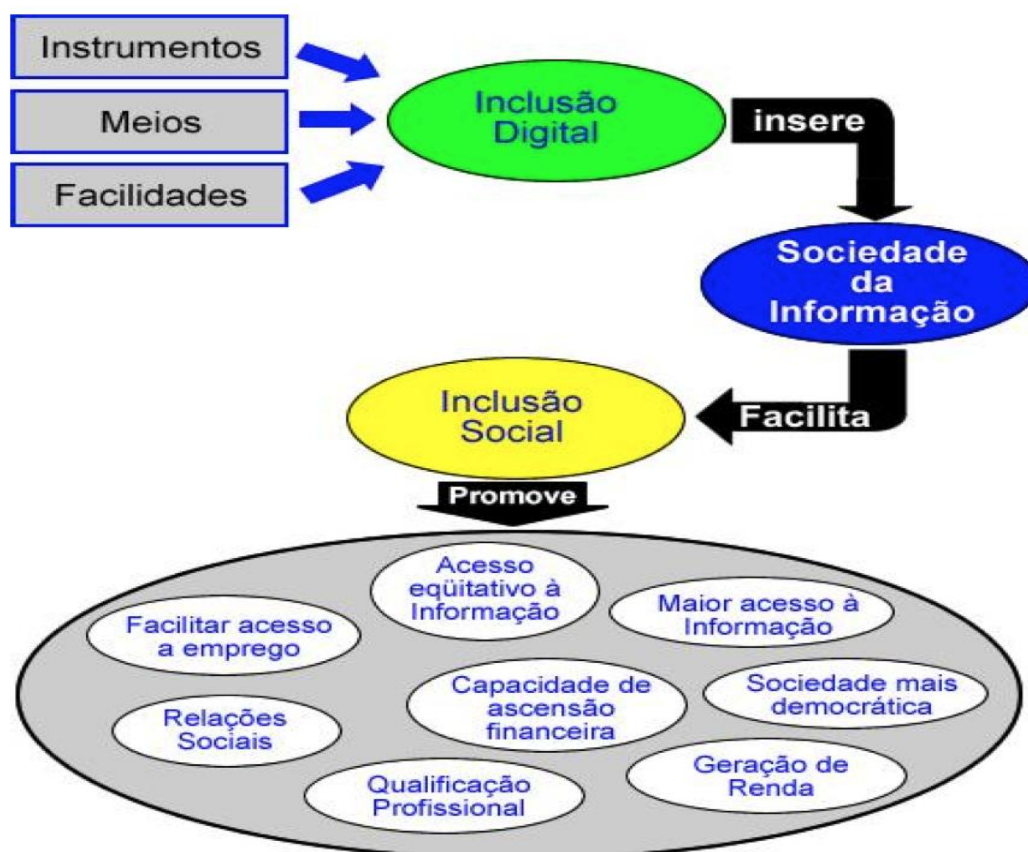 Instrumentos
Meios
Facilidades
Inclusão
Digital
insere
Sociedade
da
Informação
Facilita
Inclusão
Social
Promove
Acesso
eqüitativo à
Informação
Maior acesso à
Informação
Facilitar acesso
a emprego
Capacidade de
ascensão
financeira
Sociedade mais
democrática
Relações
Sociais
Qualificação
Profissional
Geração de
Renda